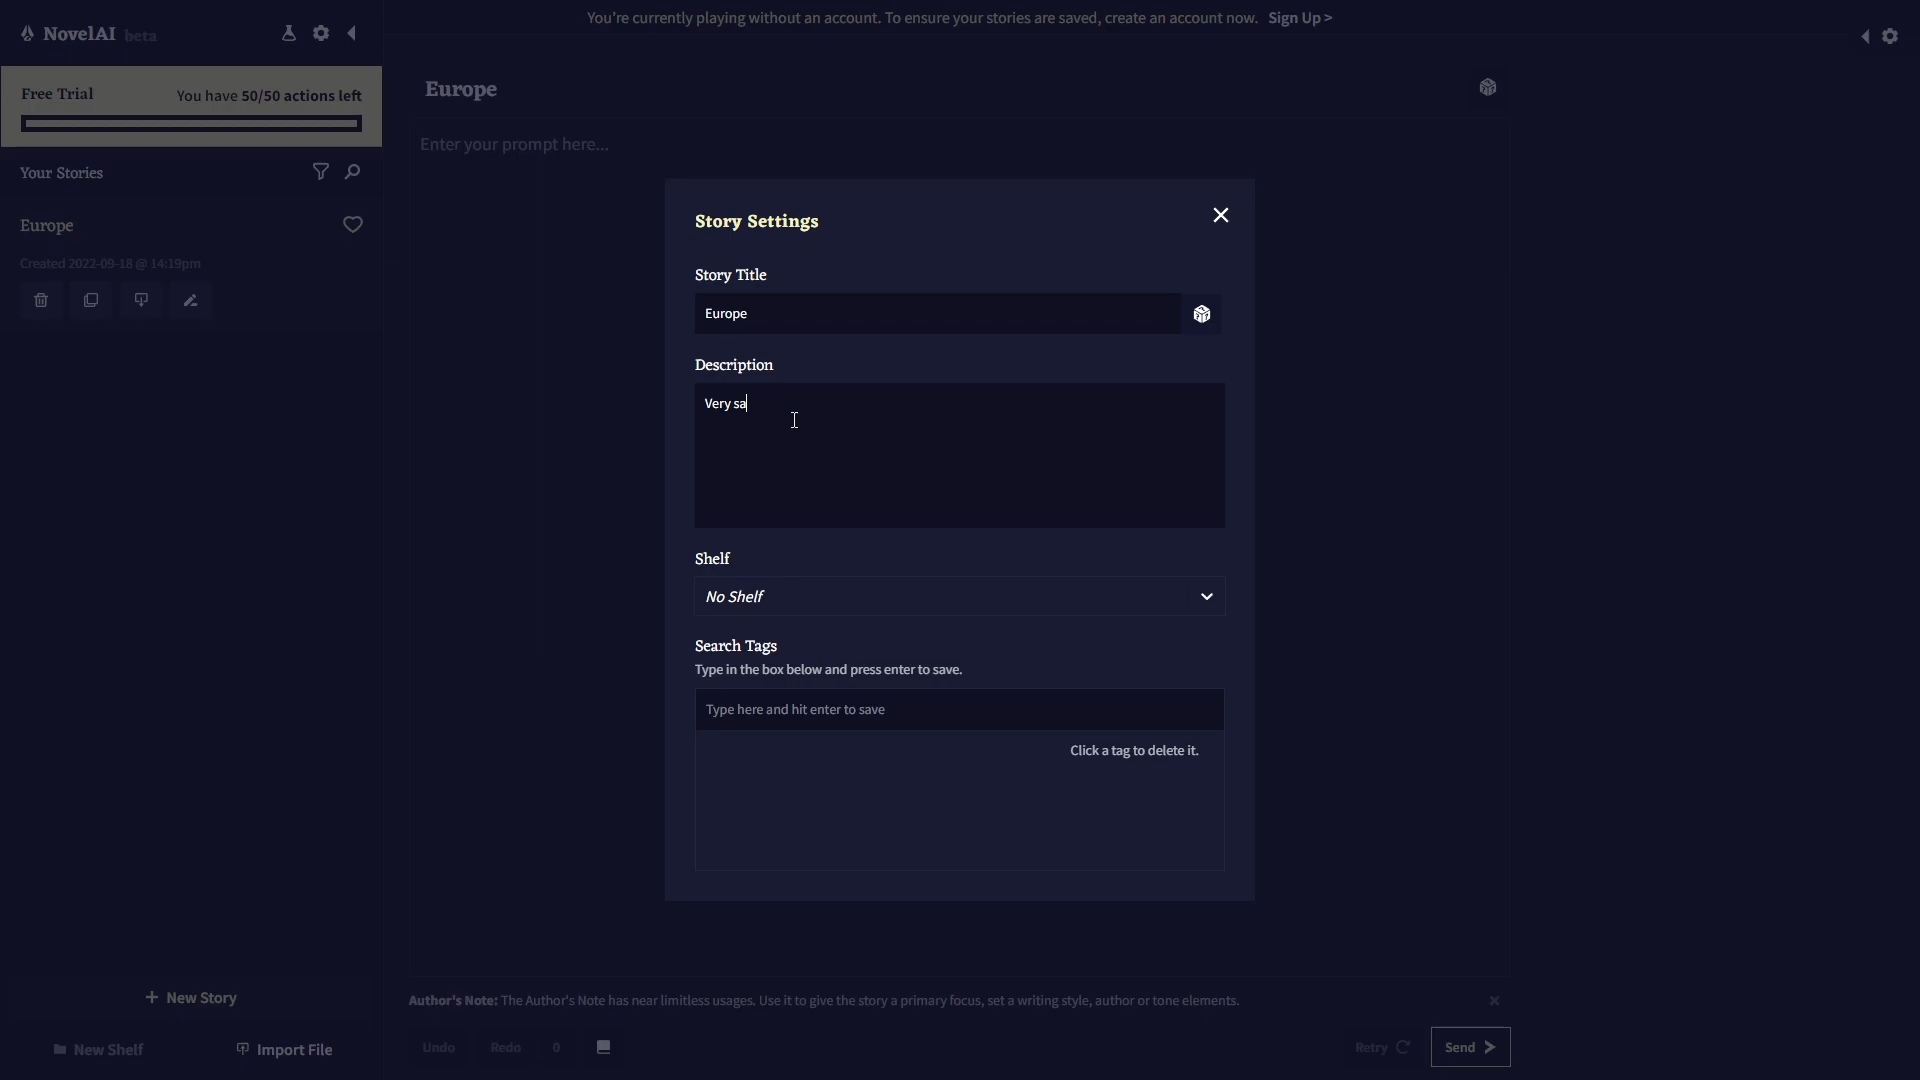 NovelAI beta
You're currently playing without an account. To ensure your stories are saved, create an account now. Sign Up >
Free Trial
You have 50/50 actions left
Europe
Enter your prompt here...
Your Stories
Europe
Created 2022-09-18 @ 14:19pm
Story Settings
Story Title
Europe
Description
Very sa
Shelf
No Shelf
Search Tags
Type in the box below and press enter to save.
Type here and hit enter to save
Click a tag to delete it.
+ New Story
New Shelf
Import File
Author's Note: The Author's Note has near limitless usages. Use it to give the story a primary focus, set a writing style, author or tone elements.
Undo
Redo
0
Retry
Send